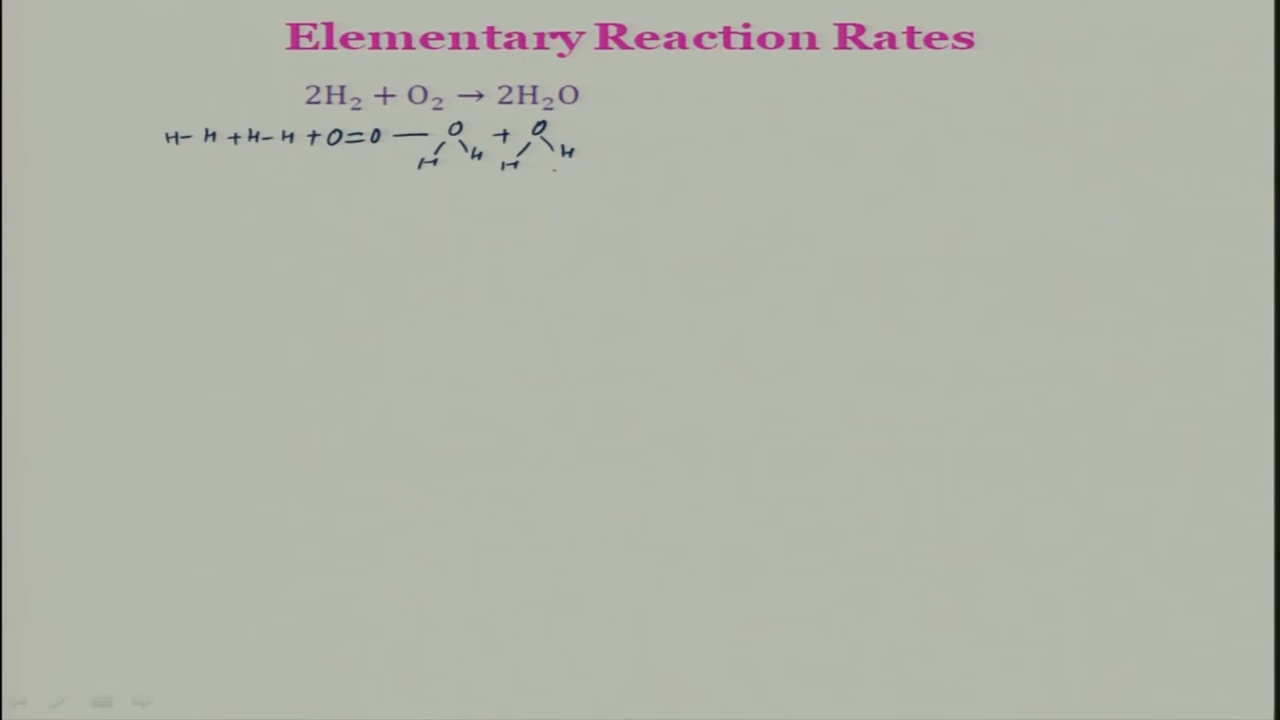 Elementary Reaction Rates
2H₂ + O₂ → 2H₂O
H-H+H-H+O=O — O + O
H H H H